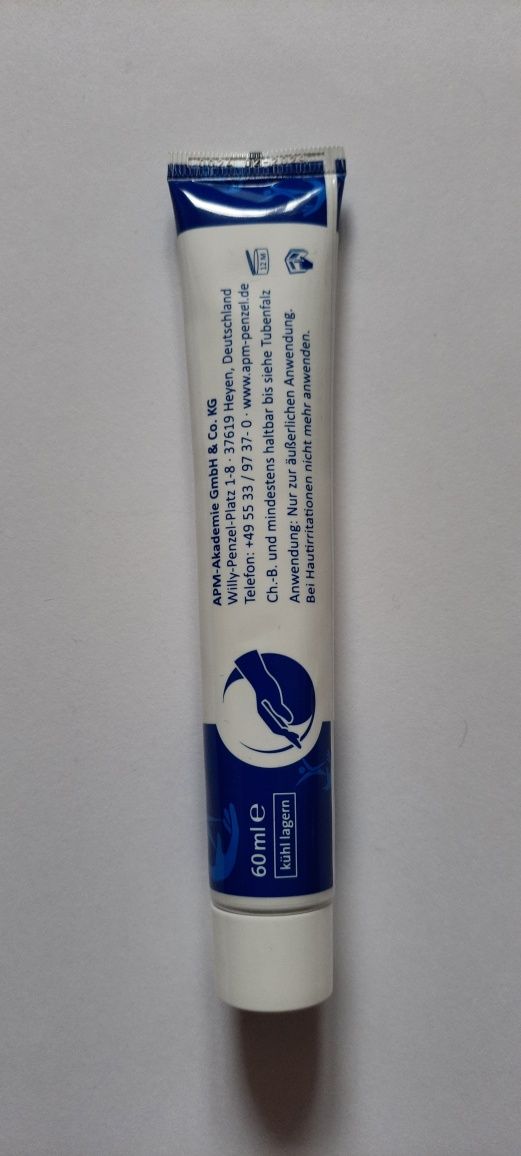 APM-Akademie GmbH & Co. KG
Willy-Penzel-Platz 1-8 · 37619 Heyen, Deutschland
Telefon: +49 55 33 / 97 37- 0 · www.apm-penzel.de
Ch.-B. und mindestens haltbar bis siehe Tubenfalz
Anwendung: Nur zur äußerlichen Anwendung.
Bei Hautirritationen nicht mehr anwenden.
12 M
60 ml e
kühl lagern